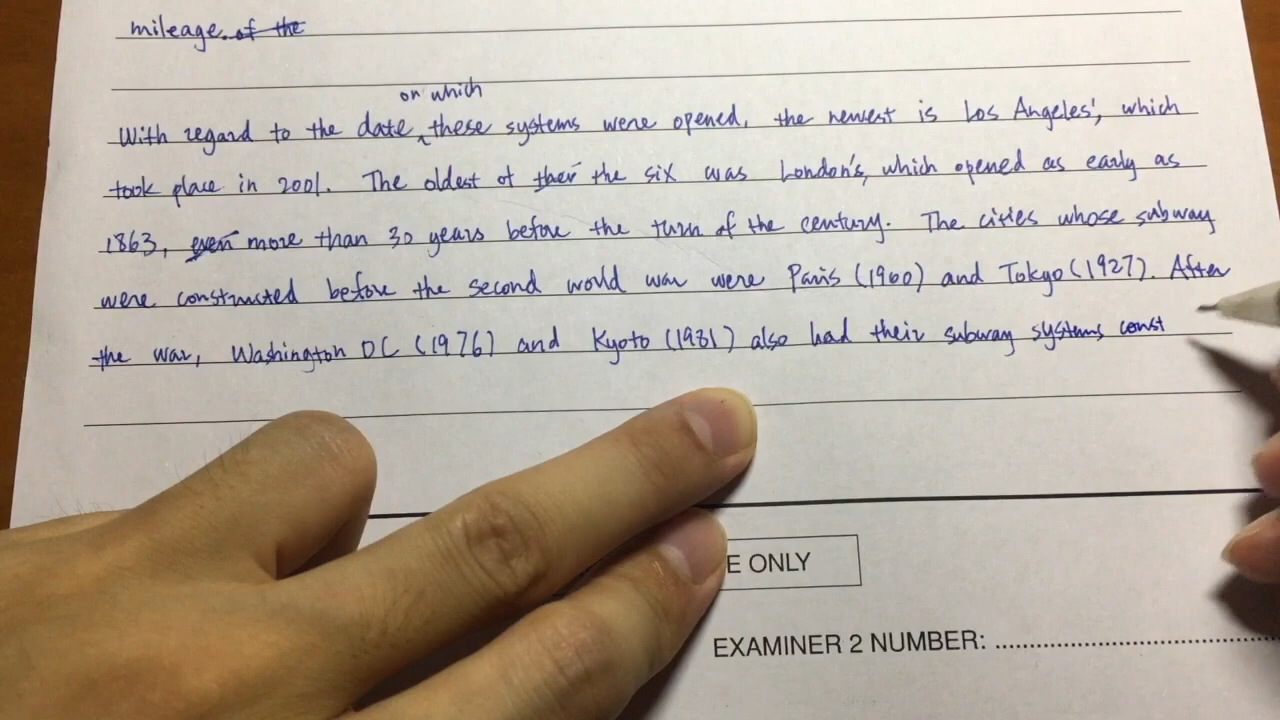 mileage. of the
on which
With regard to the date these systems were opened, the newest is Los Angeles', which
took place in 2001. The oldest of their the six was London's, which opened as early as
1863, even more than 30 years before the turn of the century. The cities whose subway
were constructed before the second world war were Paris (1900) and Tokyo (1927). After
the war, Washington DC (1976) and Kyoto (1981) also had their subway systems const
E ONLY
EXAMINER 2 NUMBER: